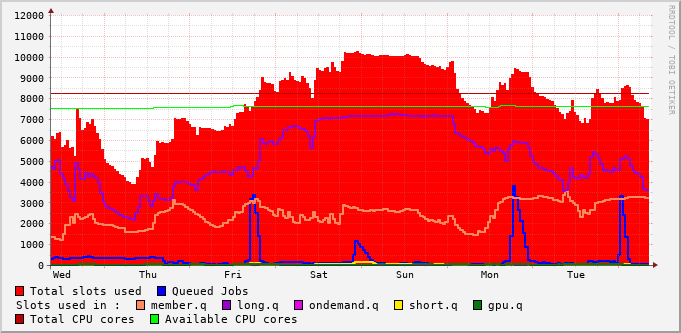 12000
11000
10000
9000
8000
7000
6000
5000
4000
3000
2000
1000
0
Wed Thu Fri Sat Sun Mon Tue
RRDTOOL / TOBI OETIKER
Total slots used Queued Jobs
Slots used in : member.q long.q ondemand.q short.q gpu.q
Total CPU cores Available CPU cores